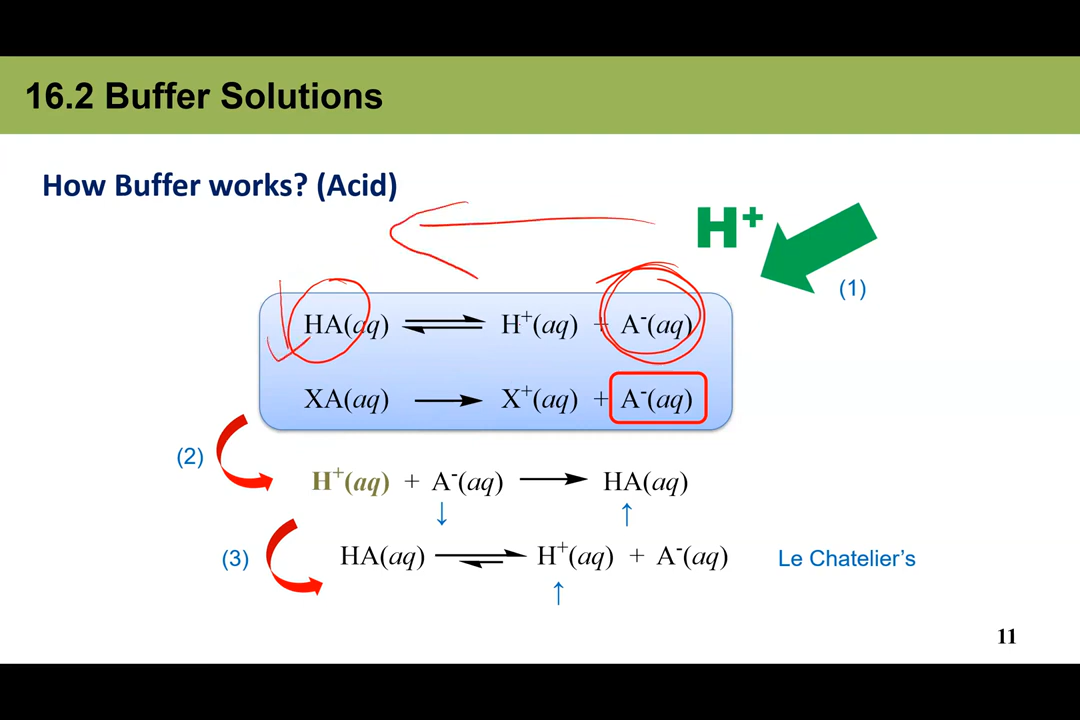 16.2 Buffer Solutions
How Buffer works? (Acid)
H⁺
(1)
HA(aq) ⇌ H⁺(aq) + A⁻(aq)
XA(aq) → X⁺(aq) + A⁻(aq)
(2)
H⁺(aq) + A⁻(aq) → HA(aq)
↓ ↑
(3) HA(aq) ⇌ H⁺(aq) + A⁻(aq) Le Chatelier's
↑
11